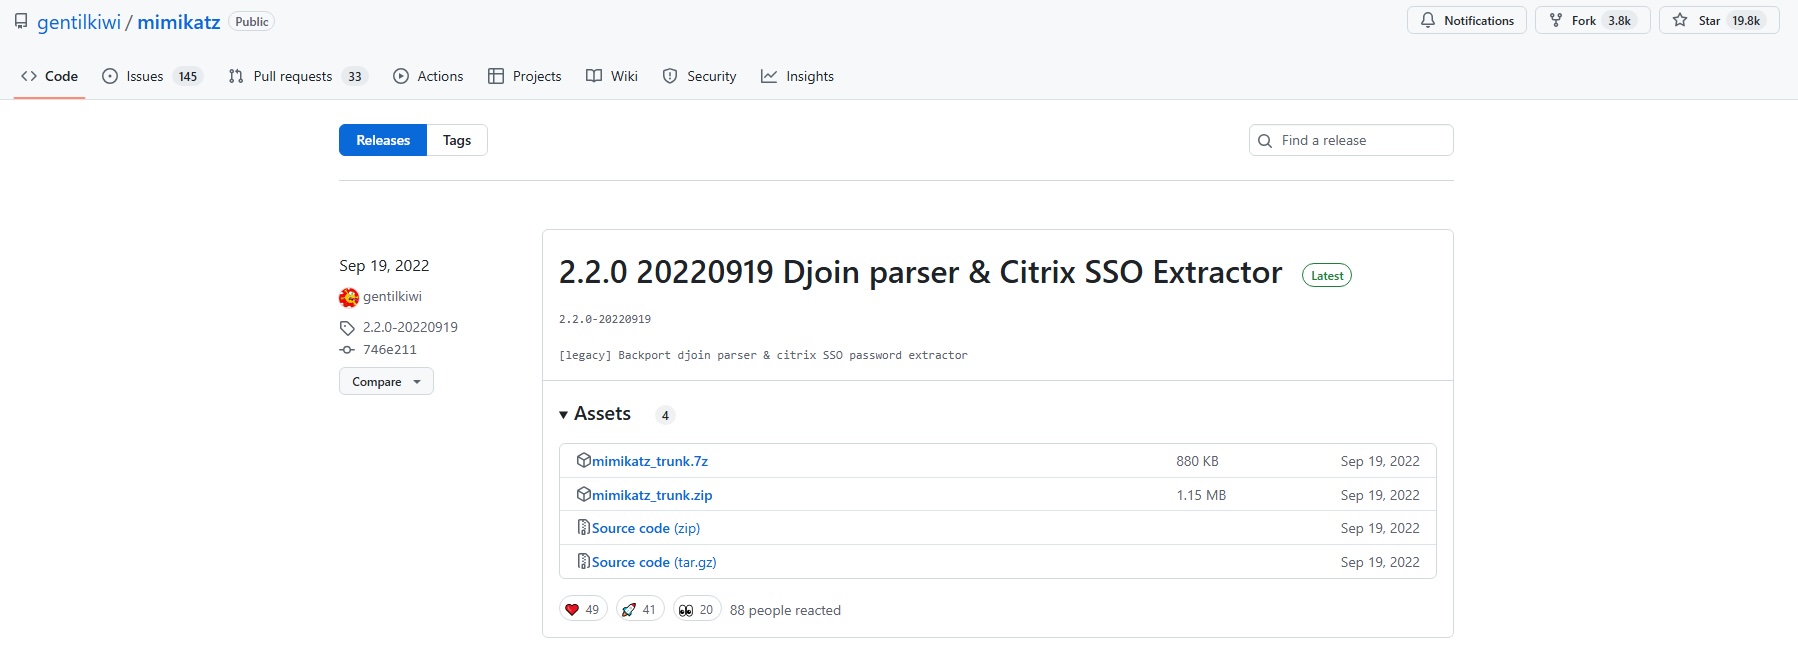 gentilkiwi / mimikatz Public
Notifications Fork 3.8k Star 19.8k
Code Issues 145 Pull requests 33 Actions Projects Wiki Security Insights
Releases Tags Find a release
Sep 19, 2022
gentilkiwi
2.2.0-20220919
746e211
Compare
2.2.0 20220919 Djoin parser & Citrix SSO Extractor Latest
2.2.0-20220919
[legacy] Backport djoin parser & citrix SSO password extractor
Assets 4
mimikatz_trunk.7z 880 KB Sep 19, 2022
mimikatz_trunk.zip 1.15 MB Sep 19, 2022
Source code (zip) Sep 19, 2022
Source code (tar.gz) Sep 19, 2022
49 41 20 88 people reacted